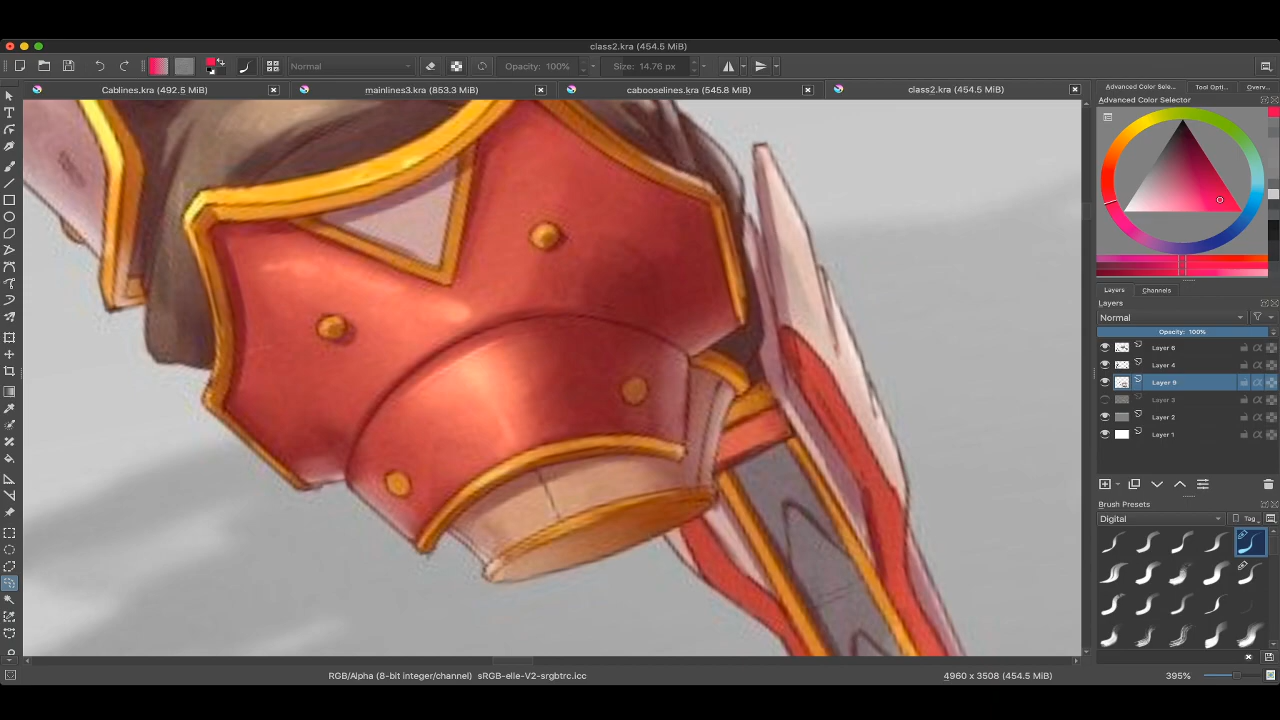 class2.kra (454.5 MiB)
Normal
Opacity: 100%
Size: 14.76 px
Cablines.kra (492.5 MiB)
mainlines3.kra (853.3 MiB)
cabooselines.kra (545.8 MiB)
class2.kra (454.5 MiB)
Advanced Color Sele...
Tool Opti...
Overv...
Advanced Color Selector
Layers
Channels
Layers
Normal
Opacity: 100%
Layer 6
Layer 4
Layer 9
Layer 3
Layer 2
Layer 1
Brush Presets
Digital
Tag
RGB/Alpha (8-bit integer/channel) sRGB-elle-V2-srgbtrc.icc
4960 x 3508 (454.5 MiB)
395%